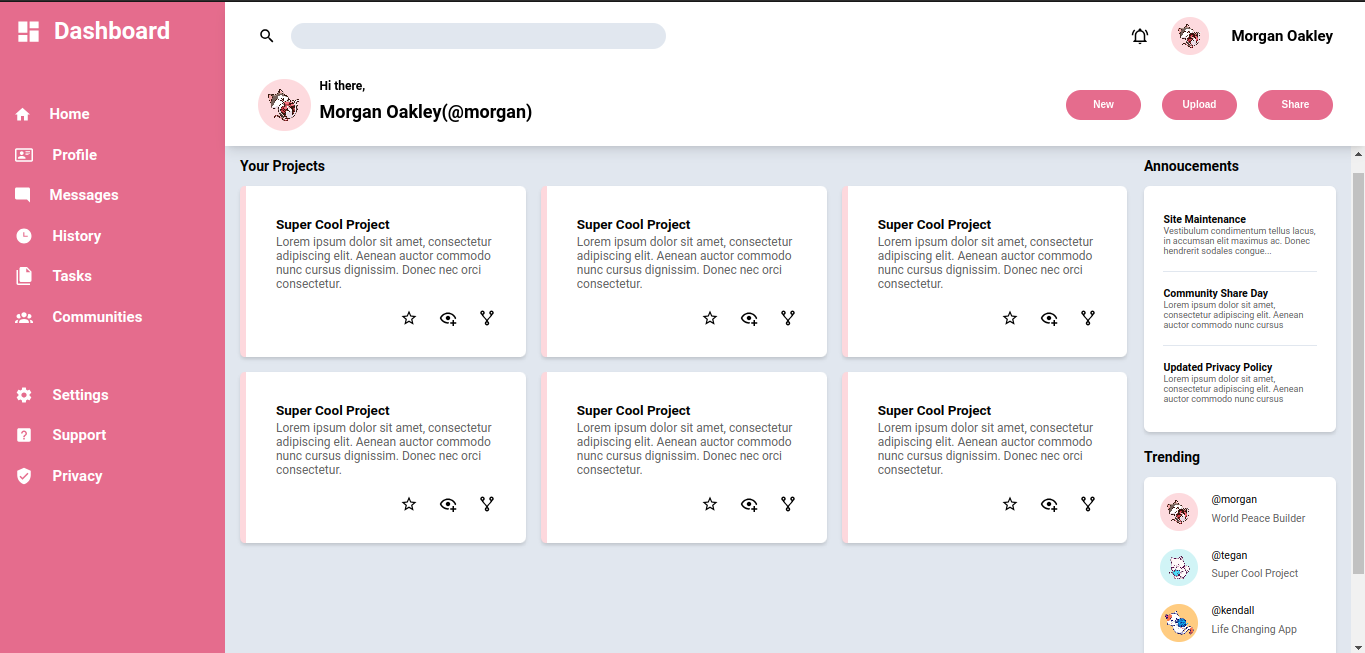 Dashboard
Home
Profile
Messages
History
Tasks
Communities
Settings
Support
Privacy
Morgan Oakley
Hi there,
Morgan Oakley(@morgan)
New
Upload
Share
Your Projects
Super Cool Project
Lorem ipsum dolor sit amet, consectetur
adipiscing elit. Aenean auctor commodo
nunc cursus dignissim. Donec nec orci
consectetur.
Super Cool Project
Lorem ipsum dolor sit amet, consectetur
adipiscing elit. Aenean auctor commodo
nunc cursus dignissim. Donec nec orci
consectetur.
Super Cool Project
Lorem ipsum dolor sit amet, consectetur
adipiscing elit. Aenean auctor commodo
nunc cursus dignissim. Donec nec orci
consectetur.
Super Cool Project
Lorem ipsum dolor sit amet, consectetur
adipiscing elit. Aenean auctor commodo
nunc cursus dignissim. Donec nec orci
consectetur.
Super Cool Project
Lorem ipsum dolor sit amet, consectetur
adipiscing elit. Aenean auctor commodo
nunc cursus dignissim. Donec nec orci
consectetur.
Super Cool Project
Lorem ipsum dolor sit amet, consectetur
adipiscing elit. Aenean auctor commodo
nunc cursus dignissim. Donec nec orci
consectetur.
Annoucements
Site Maintenance
Vestibulum condimentum tellus lacus,
in accumsan elit maximus ac. Donec
hendrerit sodales congue...
Community Share Day
Lorem ipsum dolor sit amet,
consectetur adipiscing elit. Aenean
auctor commodo nunc cursus
Updated Privacy Policy
Lorem ipsum dolor sit amet,
consectetur adipiscing elit. Aenean
auctor commodo nunc cursus
Trending
@morgan
World Peace Builder
@tegan
Super Cool Project
@kendall
Life Changing App